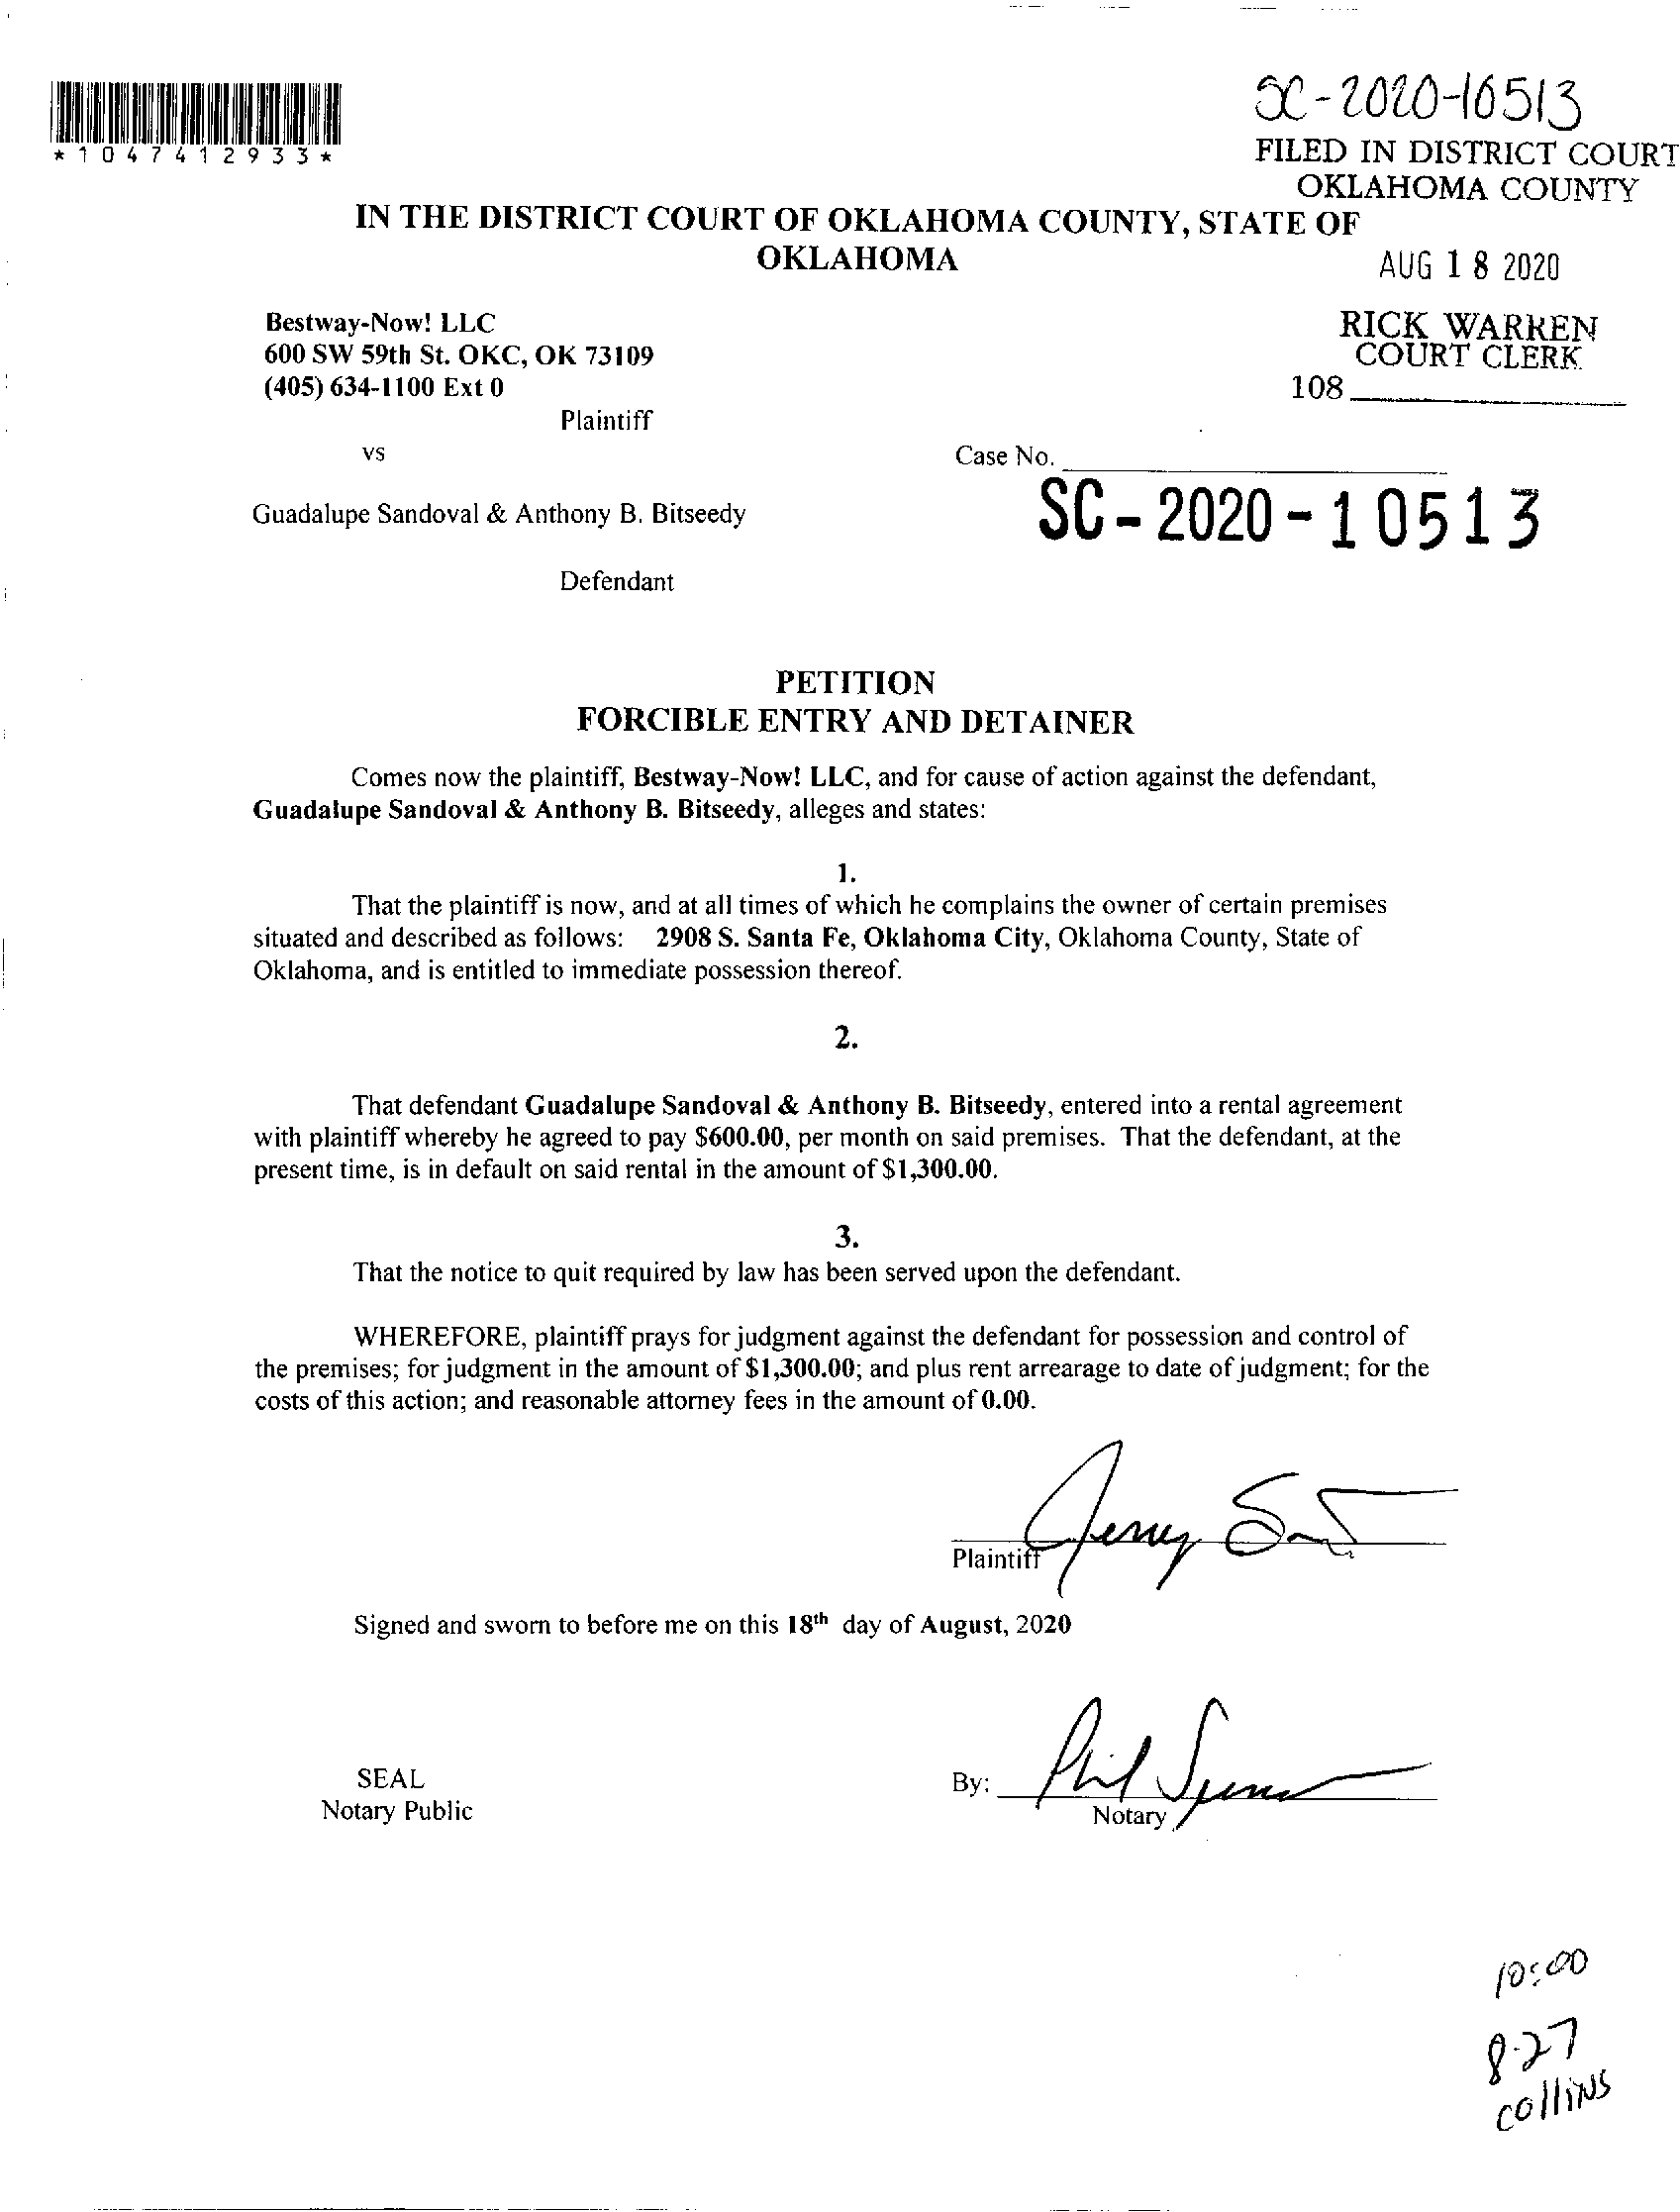 SC-2020-10513
FILED IN DISTRICT COURT
OKLAHOMA COUNTY
*1047412933*
IN THE DISTRICT COURT OF OKLAHOMA COUNTY, STATE OF
OKLAHOMA
AUG 18 2020
Bestway-Now! LLC
600 SW 59th St. OKC, OK 73109
(405) 634-1100 Ext 0
RICK WARREN
COURT CLERK
108
Plaintiff
vs
Case No.
SC-2020-10513
Guadalupe Sandoval & Anthony B. Bitseedy
Defendant
PETITION
FORCIBLE ENTRY AND DETAINER
Comes now the plaintiff, Bestway-Now! LLC, and for cause of action against the defendant,
Guadalupe Sandoval & Anthony B. Bitseedy, alleges and states:
1.
That the plaintiff is now, and at all times of which he complains the owner of certain premises
situated and described as follows: 2908 S. Santa Fe, Oklahoma City, Oklahoma County, State of
Oklahoma, and is entitled to immediate possession thereof.
2.
That defendant Guadalupe Sandoval & Anthony B. Bitseedy, entered into a rental agreement
with plaintiff whereby he agreed to pay $600.00, per month on said premises. That the defendant, at the
present time, is in default on said rental in the amount of $1,300.00.
3.
That the notice to quit required by law has been served upon the defendant.
WHEREFORE, plaintiff prays for judgment against the defendant for possession and control of
the premises; for judgment in the amount of $1,300.00; and plus rent arrearage to date of judgment; for the
costs of this action; and reasonable attorney fees in the amount of 0.00.
Jerry
Plaintiff
Signed and sworn to before me on this 18th day of August, 2020
SEAL
Notary Public
By: Phil
Notary
10:00
8-27
collins